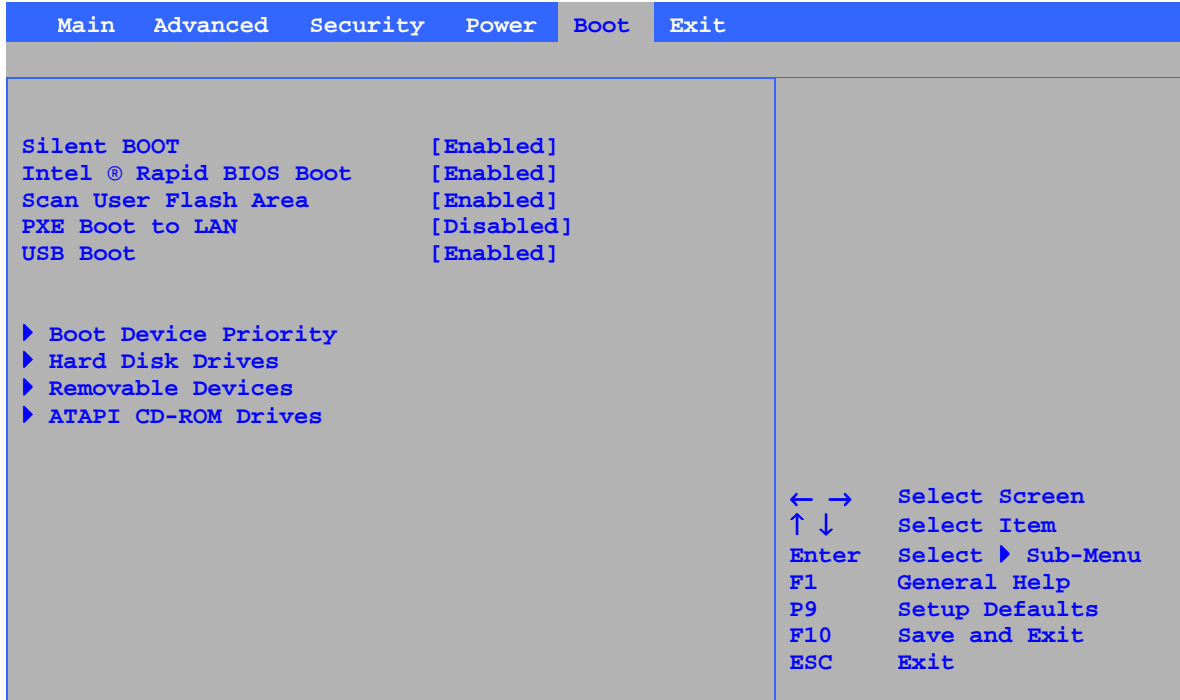 Main Advanced Security Power Boot Exit
Silent BOOT [Enabled]
Intel ® Rapid BIOS Boot [Enabled]
Scan User Flash Area [Enabled]
PXE Boot to LAN [Disabled]
USB Boot [Enabled]
Boot Device Priority
Hard Disk Drives
Removable Devices
ATAPI CD-ROM Drives
← → Select Screen
↑ ↓ Select Item
Enter Select Sub-Menu
F1 General Help
P9 Setup Defaults
F10 Save and Exit
ESC Exit